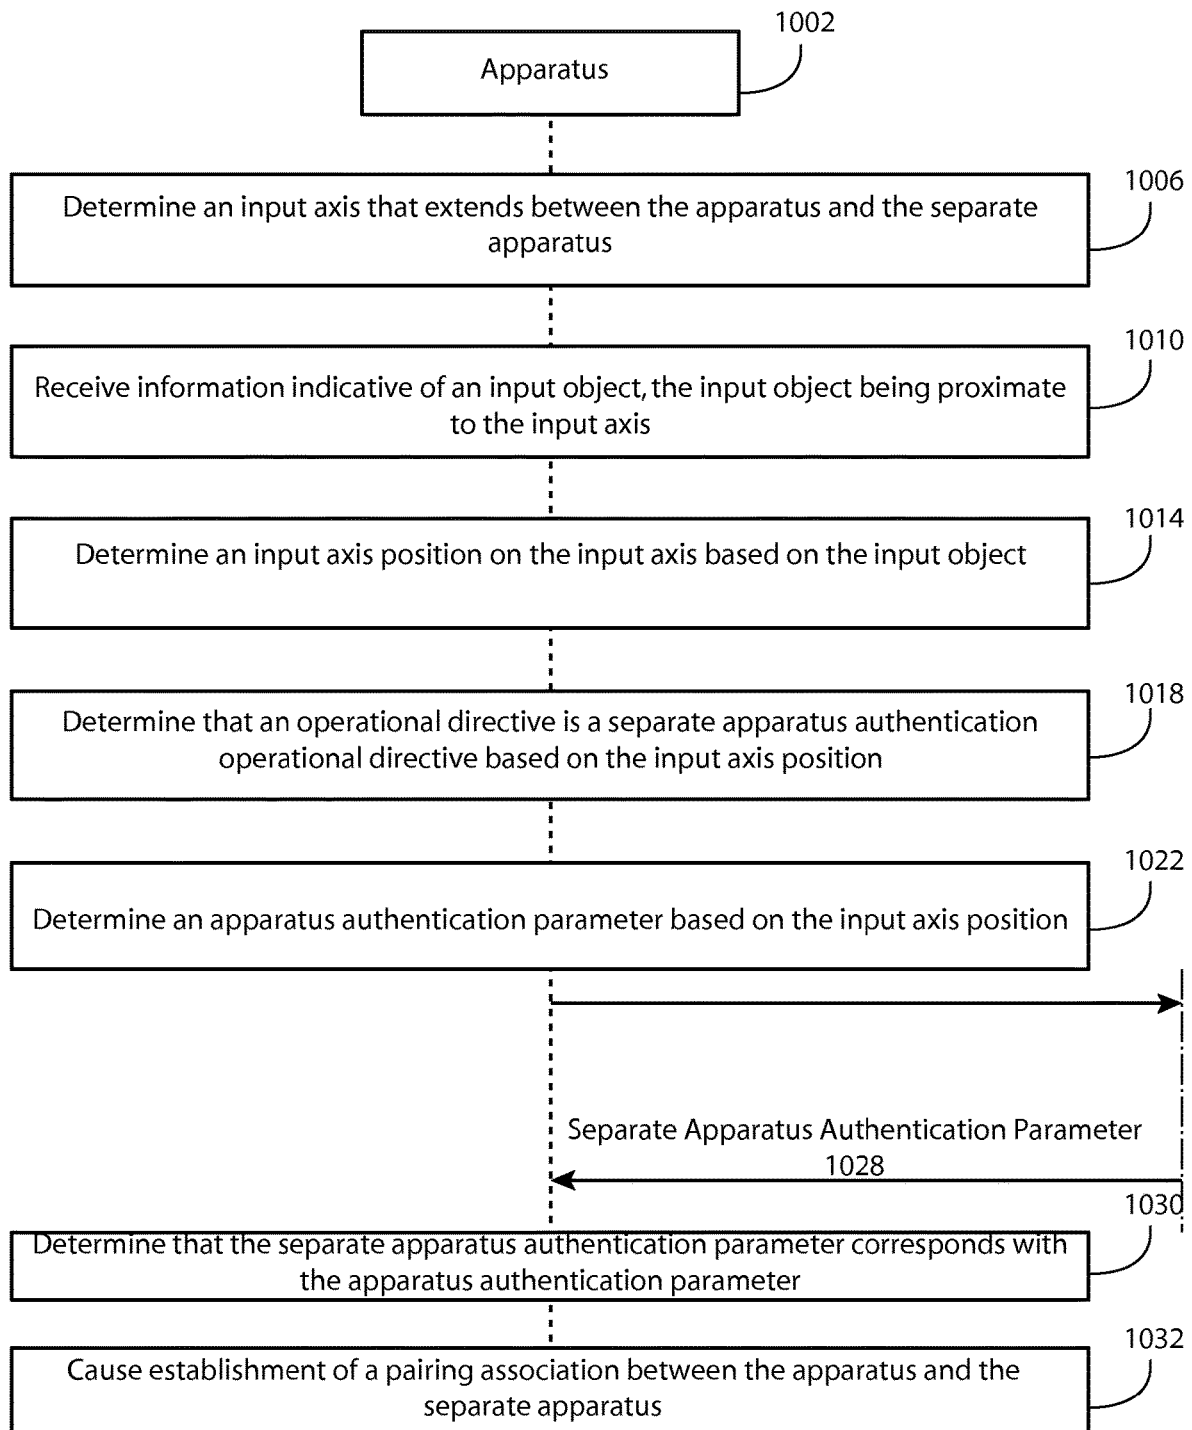 1002
Apparatus
1006
Determine an input axis that extends between the apparatus and the separate
apparatus
1010
Receive information indicative of an input object, the input object being proximate
to the input axis
1014
Determine an input axis position on the input axis based on the input object
1018
Determine that an operational directive is a separate apparatus authentication
operational directive based on the input axis position
1022
Determine an apparatus authentication parameter based on the input axis position
Separate Apparatus Authentication Parameter
1028
1030
Determine that the separate apparatus authentication parameter corresponds with
the apparatus authentication parameter
1032
Cause establishment of a pairing association between the apparatus and the
separate apparatus